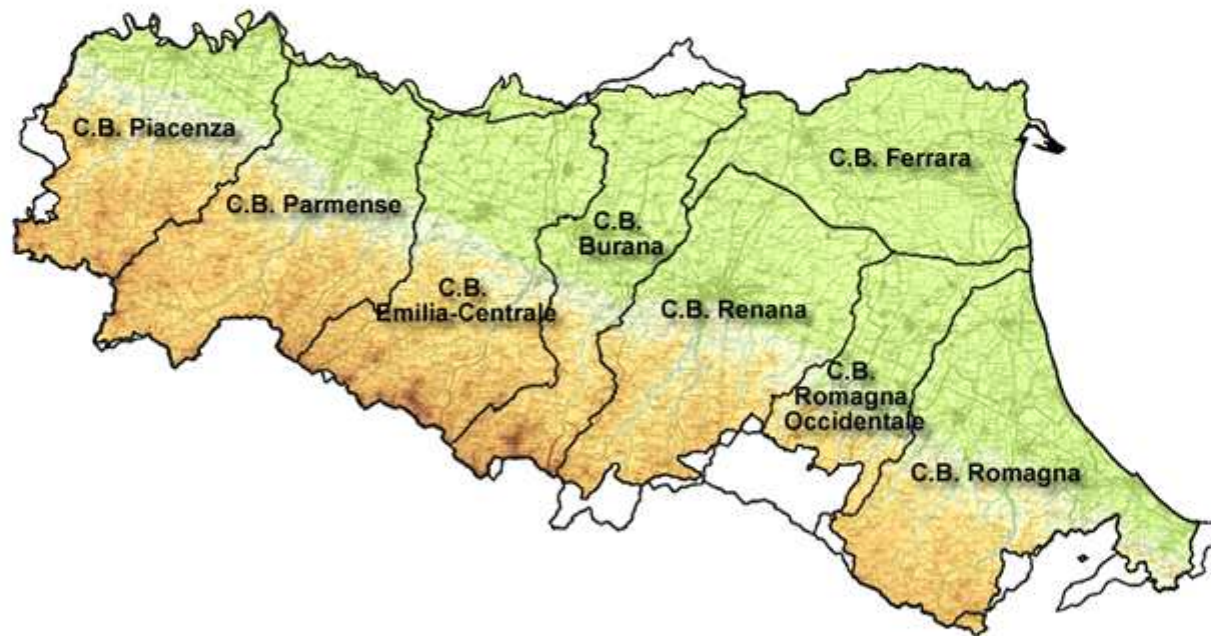 C.B. Piacenza
C.B. Ferrara
C.B. Parmense
C.B.
Burana
C.B.
Emilia-Centrale
C.B. Renana
C.B.
Romagna
Occidentale
C.B. Romagna